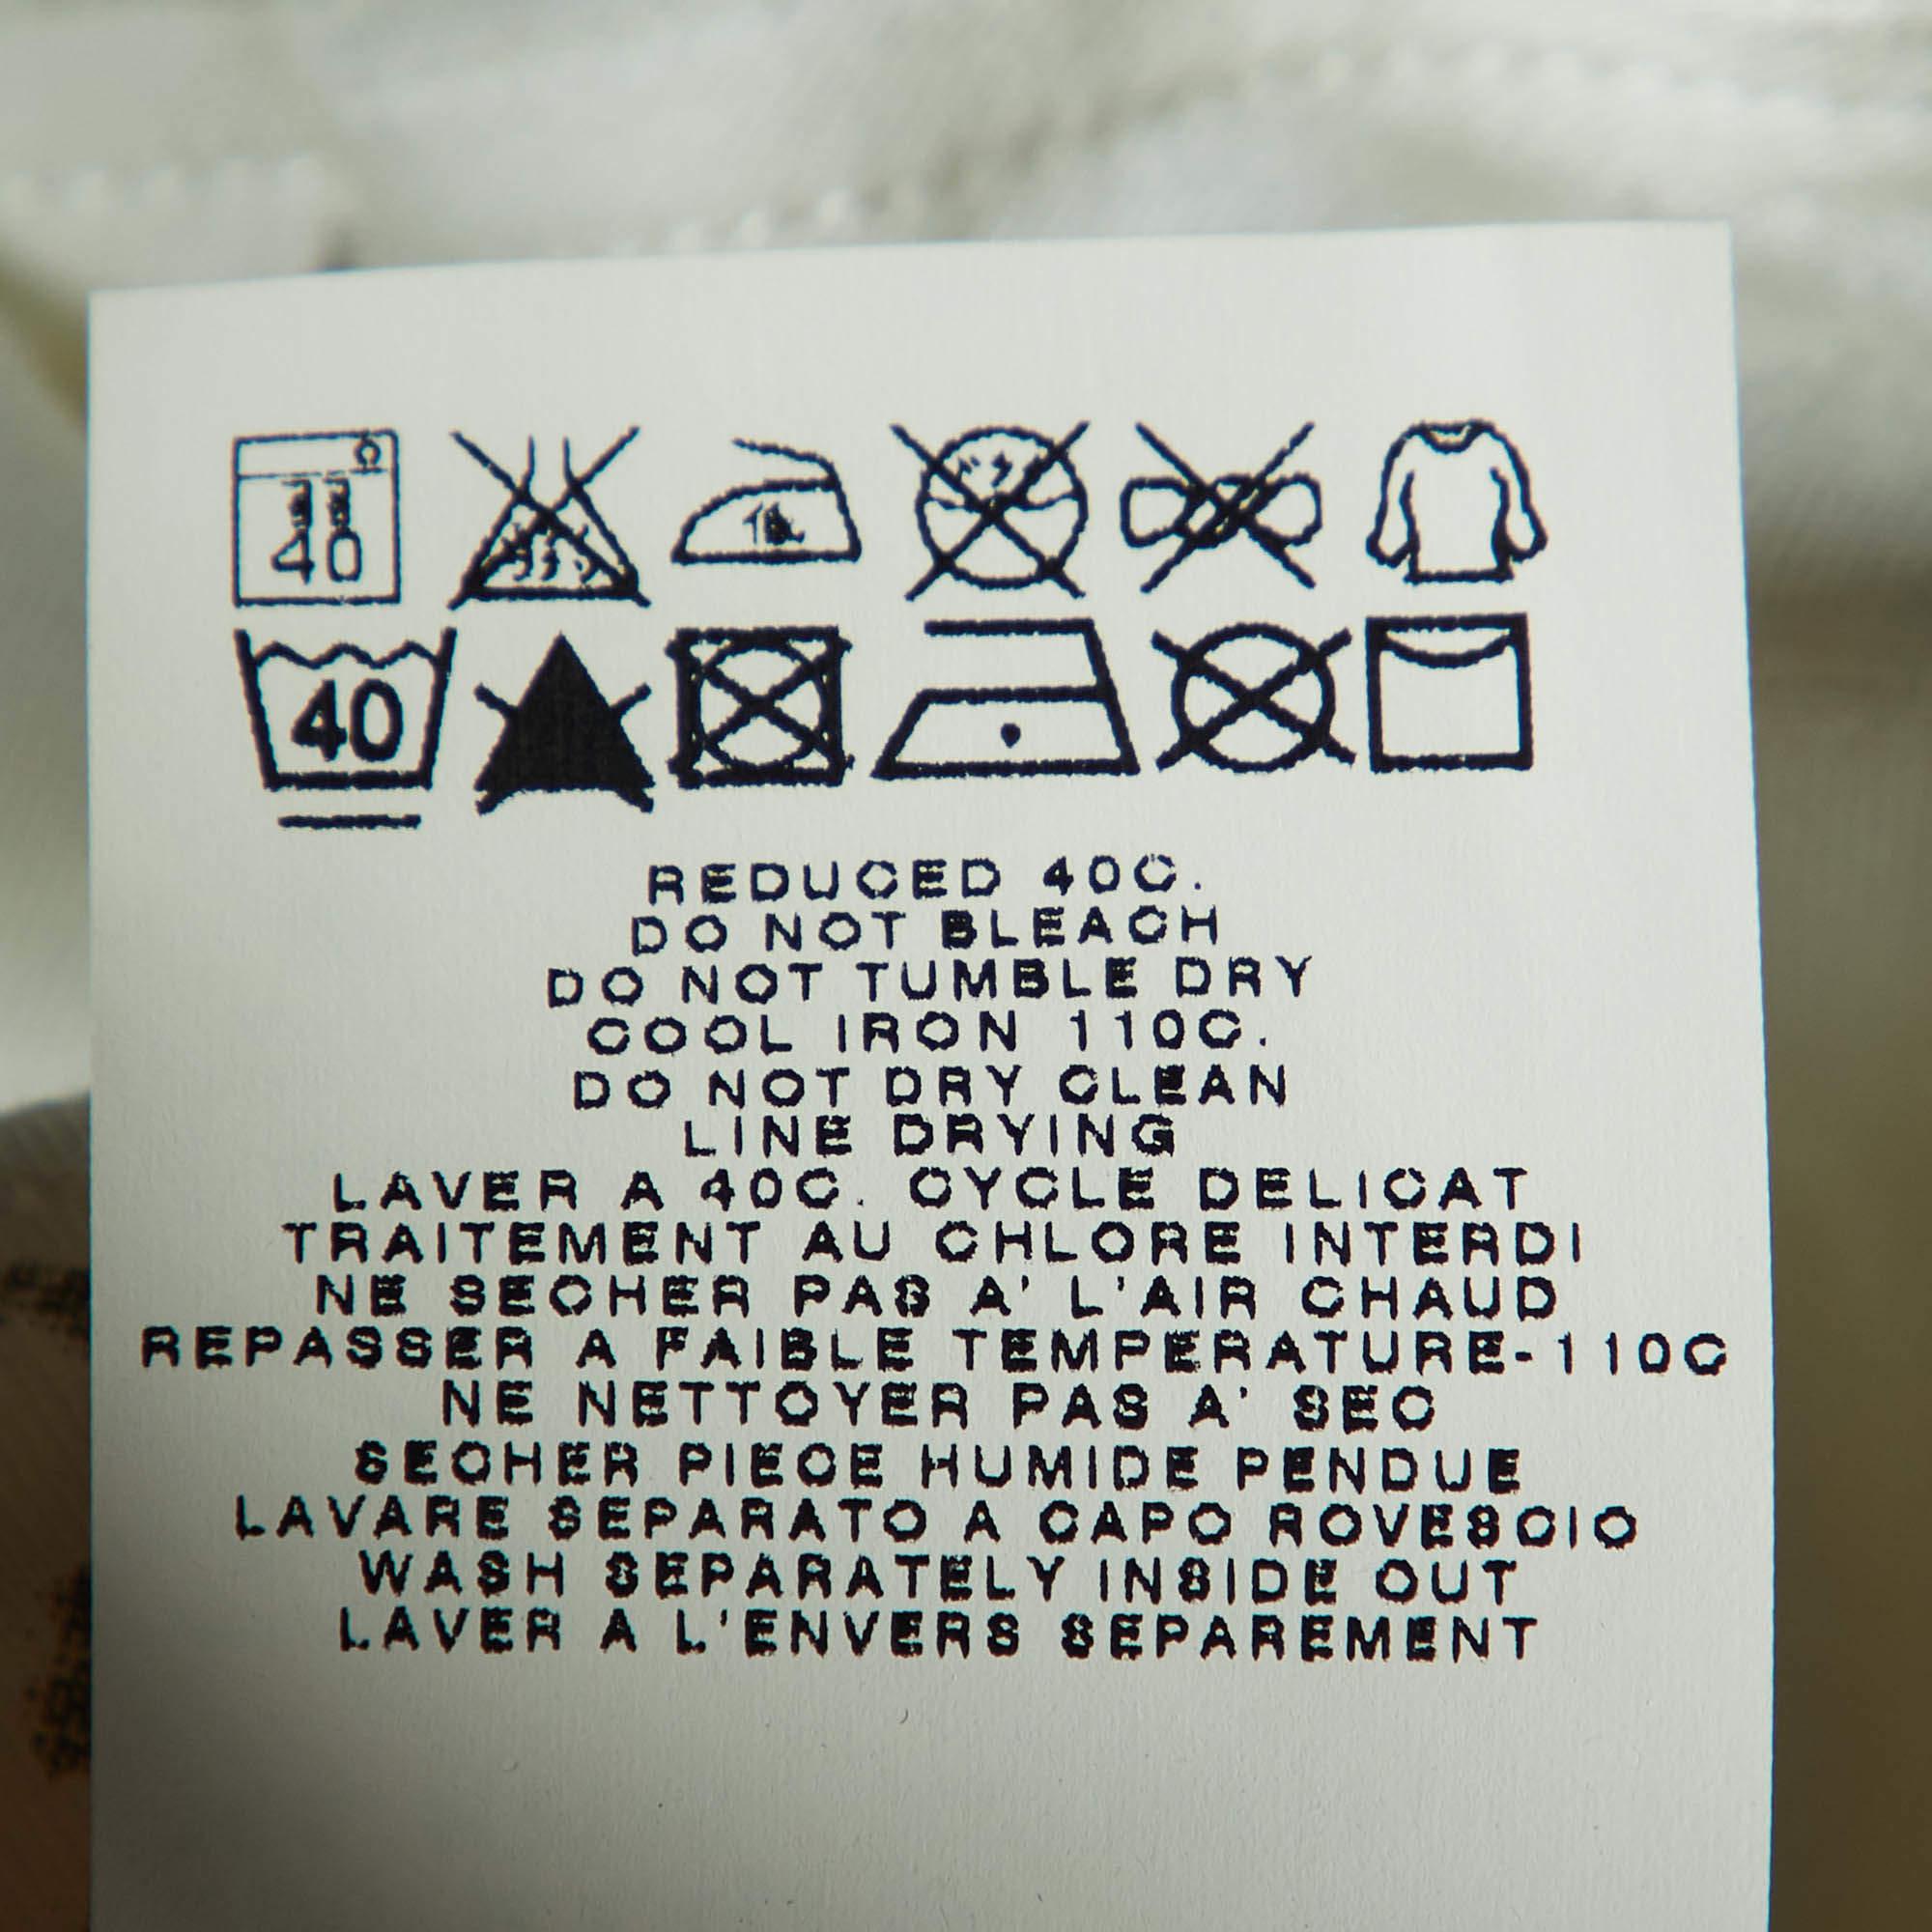 40
40
REDUCED 40C.
DO NOT BLEACH
DO NOT TUMBLE DRY
COOL IRON 110C.
DO NOT DRY CLEAN
LINE DRYING
LAVER A 40C. CYCLE DELICAT
TRAITEMENT AU CHLORE INTERDI
NE SECHER PAS A' L'AIR CHAUD
REPASSER A FAIBLE TEMPERATURE-110C
NE NETTOYER PAS A' SEC
SECHER PIECE HUMIDE PENDUE
LAVARE SEPARATO A CAPO ROVESCIO
WASH SEPARATELY INSIDE OUT
LAVER A L'ENVERS SEPAREMENT